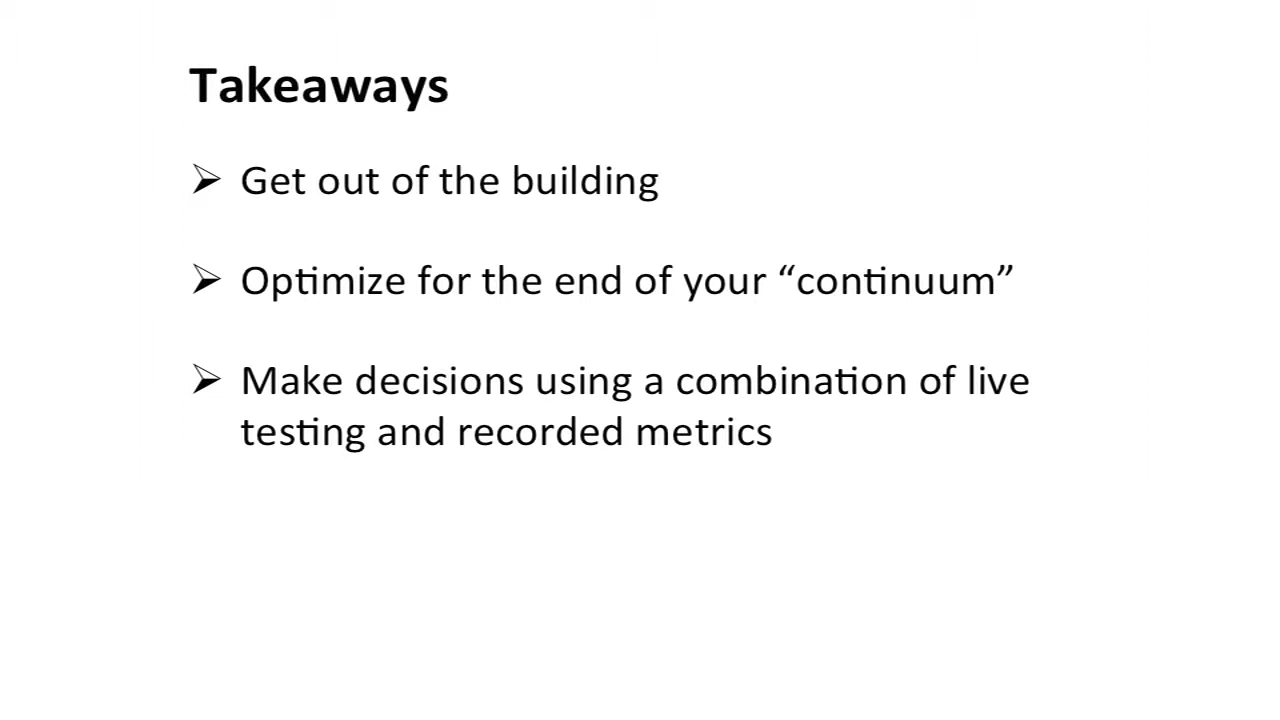 Takeaways
➢ Get out of the building
➢ Optimize for the end of your “continuum”
➢ Make decisions using a combination of live
testing and recorded metrics